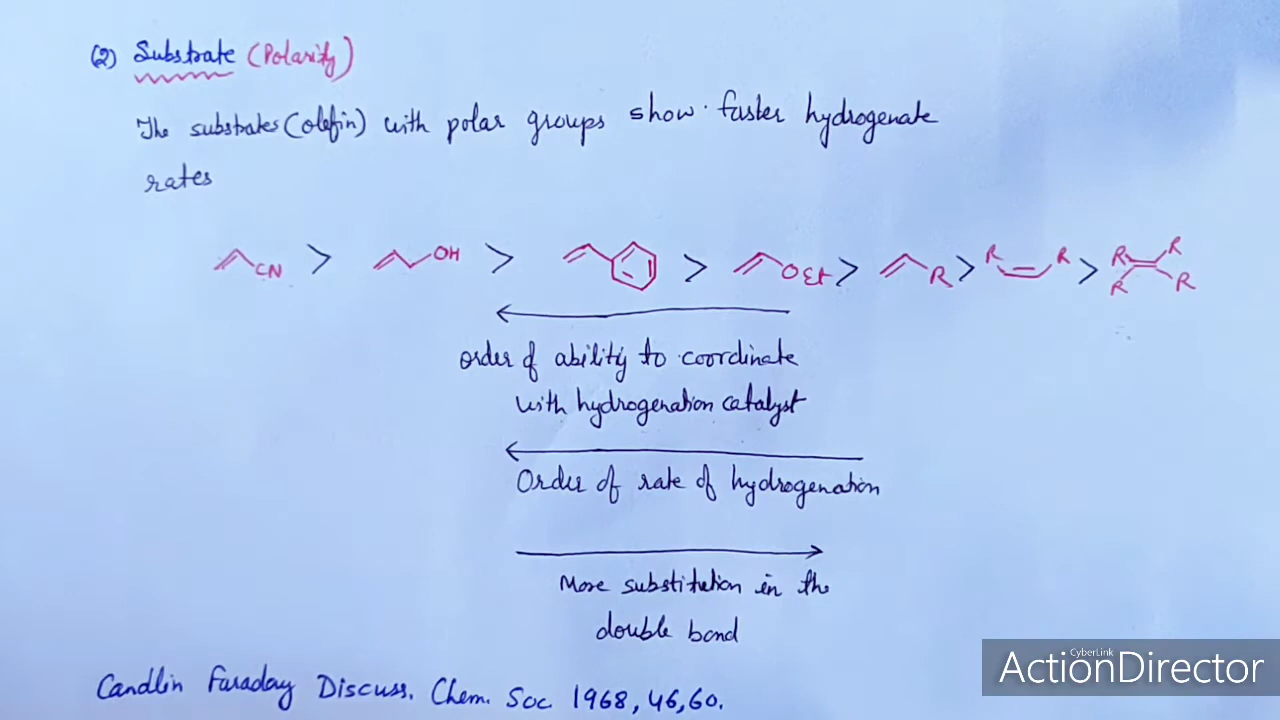 (2) Substrate (Polarity)
The substrates (olefin) with polar groups show faster hydrogenate
rates
CN > OH > > OEt > R > R R > R R R R
order of ability to coordinate
with hydrogenation catalyst
Order of rate of hydrogenation
More substitution in the
double bond
Candlin Faraday Discuss. Chem. Soc 1968, 46, 60.
CyberLink
ActionDirector